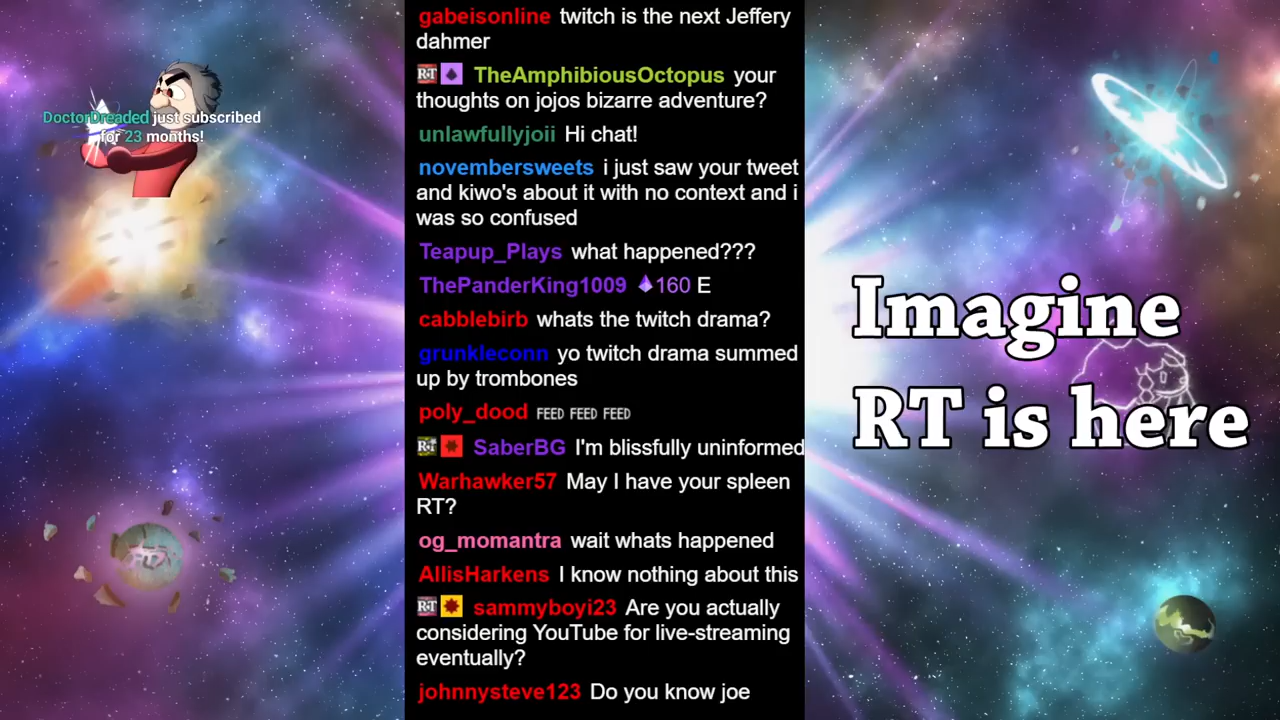 gabeisonline twitch is the next Jeffery
dahmer
RT TheAmphibiousOctopus your
thoughts on jojos bizarre adventure?
unlawfullyjoii Hi chat!
novembersweets i just saw your tweet
and kiwo's about it with no context and i
was so confused
Teapup_Plays what happened???
ThePanderKing1009 160 E
cabblebirb whats the twitch drama?
grunkleconn yo twitch drama summed
up by trombones
poly_dood FEED FEED FEED
RT SaberBG I'm blissfully uninformed
Warhawker57 May I have your spleen
RT?
og_momantra wait whats happened
AllisHarkens I know nothing about this
RT sammyboyi23 Are you actually
considering YouTube for live-streaming
eventually?
johnnysteve123 Do you know joe
DoctorDreaded just subscribed
for 23 months!
Imagine
RT is here